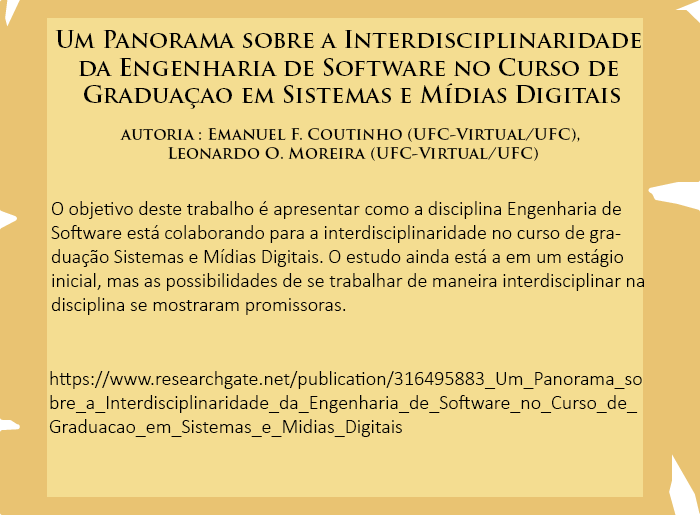 Um Panorama sobre a Interdisciplinaridade
da Engenharia de Software no Curso de
Graduaçao em Sistemas e Mídias Digitais
autoria : Emanuel F. Coutinho (UFC-Virtual/UFC),
Leonardo O. Moreira (UFC-Virtual/UFC)
O objetivo deste trabalho é apresentar como a disciplina Engenharia de
Software está colaborando para a interdisciplinaridade no curso de gra-
duação Sistemas e Mídias Digitais. O estudo ainda está a em um estágio
inicial, mas as possibilidades de se trabalhar de maneira interdisciplinar na
disciplina se mostraram promissoras.
https://www.researchgate.net/publication/316495883_Um_Panorama_so
bre_a_Interdisciplinaridade_da_Engenharia_de_Software_no_Curso_de_
Graduacao_em_Sistemas_e_Midias_Digitais